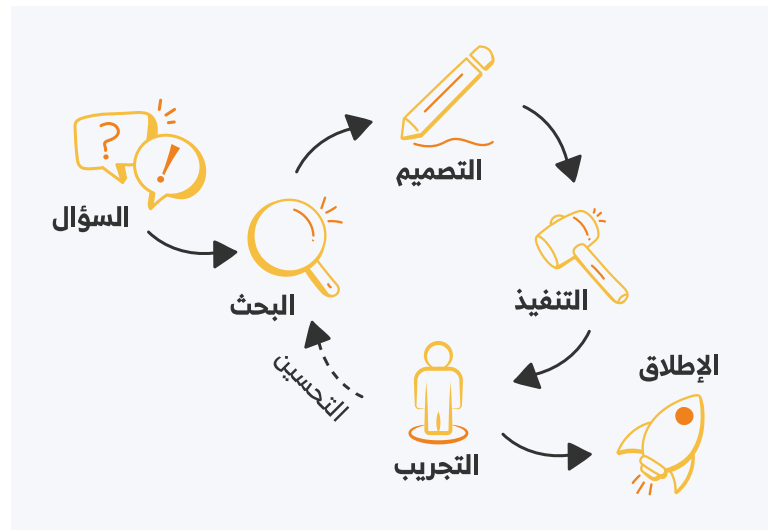 السؤال
البحث
التصميم
التنفيذ
التجريب
التحسين
الإطلاق